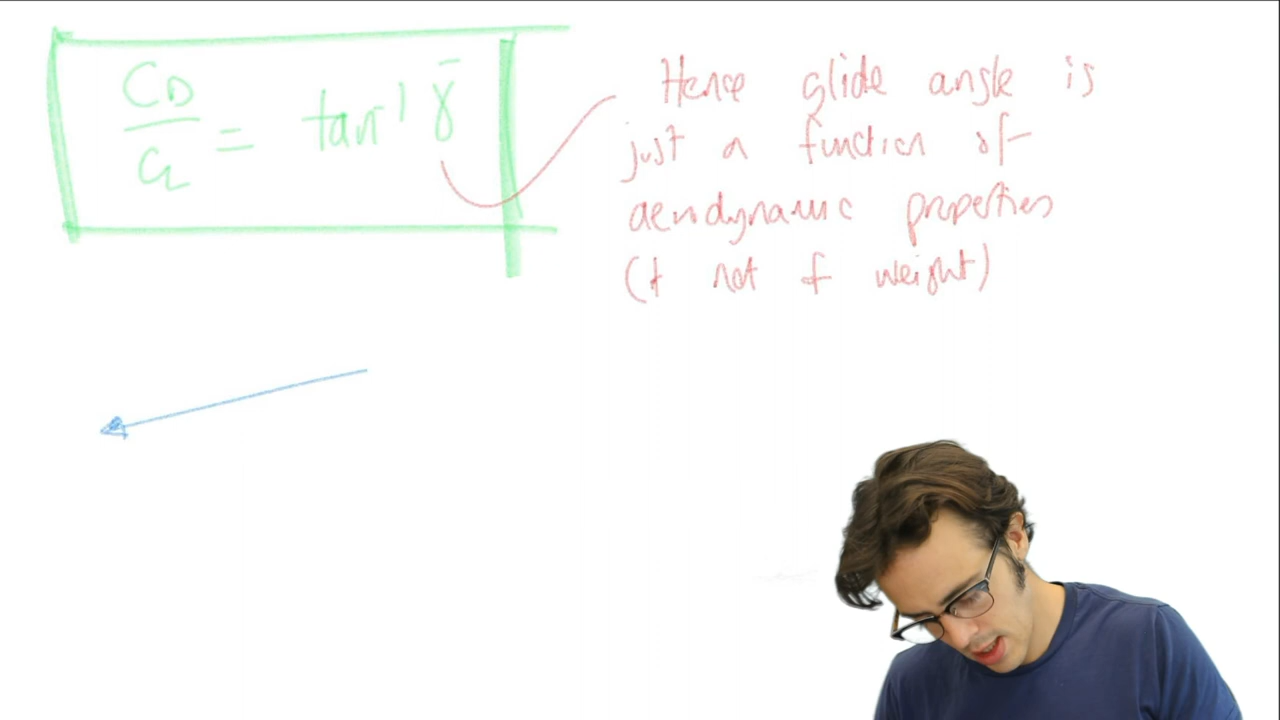 CD
CL
= tan⁻¹ γ̄
Hence glide angle is
just a function of
aerodynamic properties
(+ not of weight)